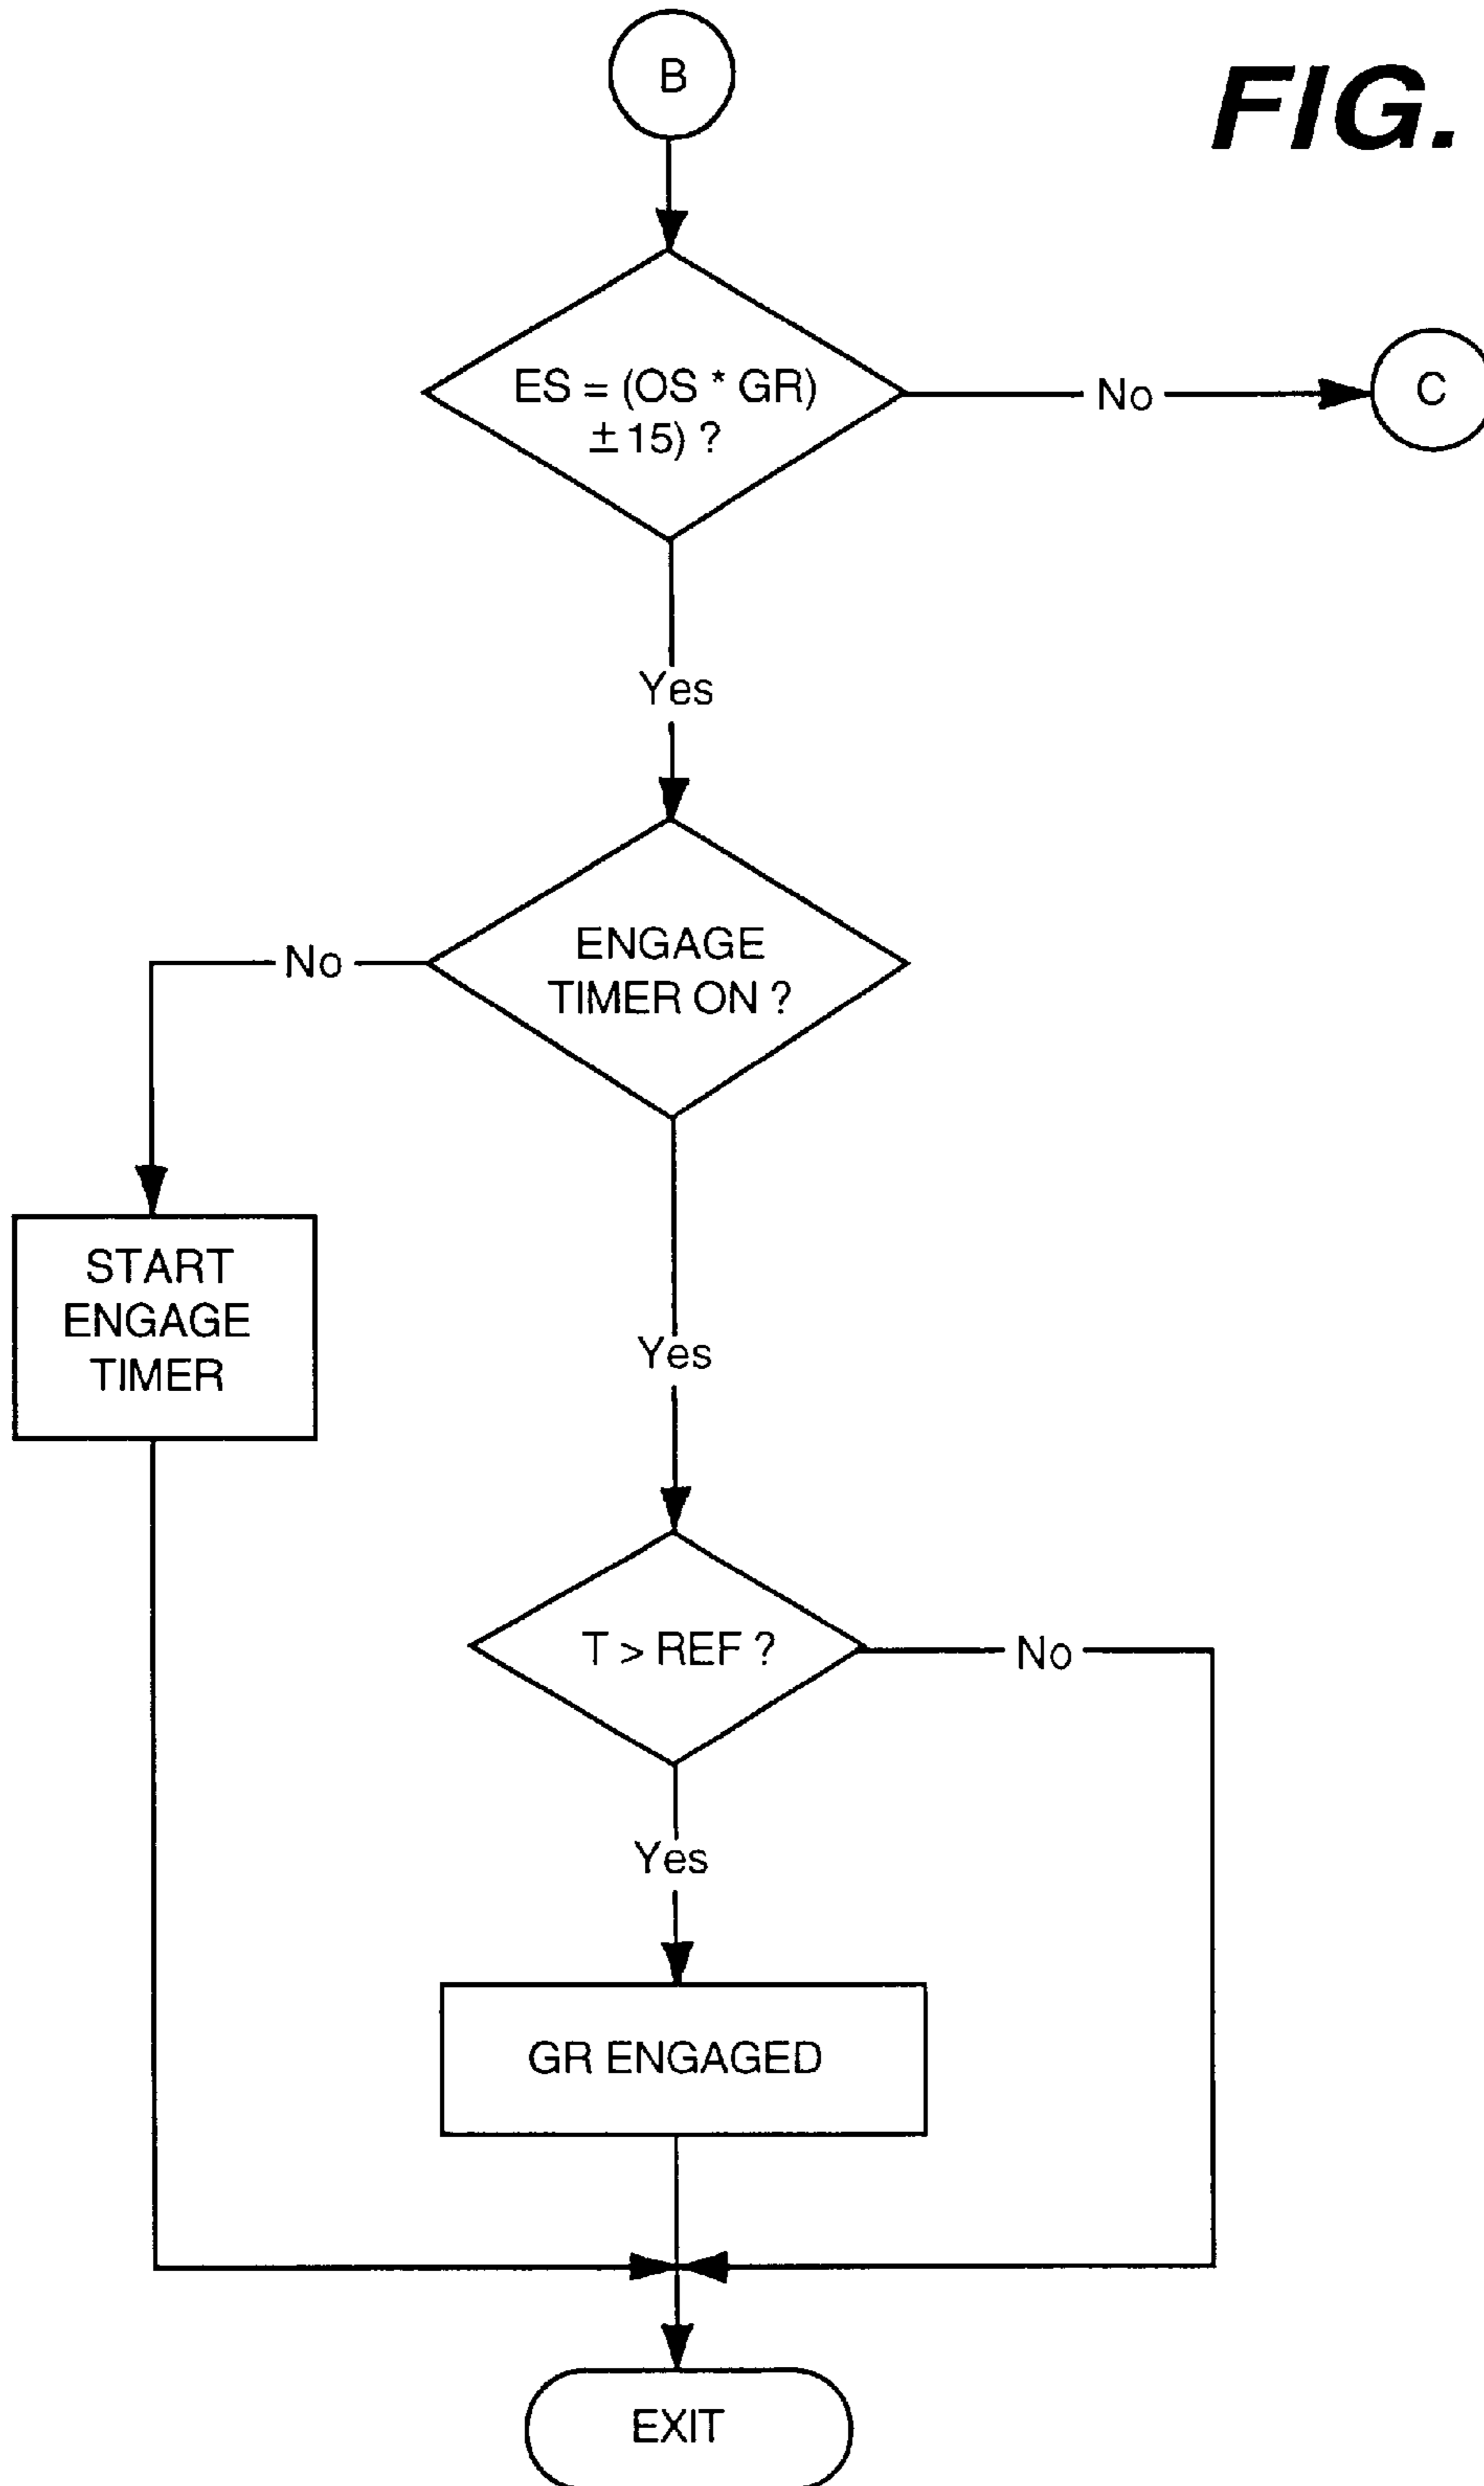 B
FIG.
ES = (OS * GR)
± 15) ?
No
C
Yes
ENGAGE
TIMER ON ?
No
START
ENGAGE
TIMER
Yes
T > REF ?
No
Yes
GR ENGAGED
EXIT